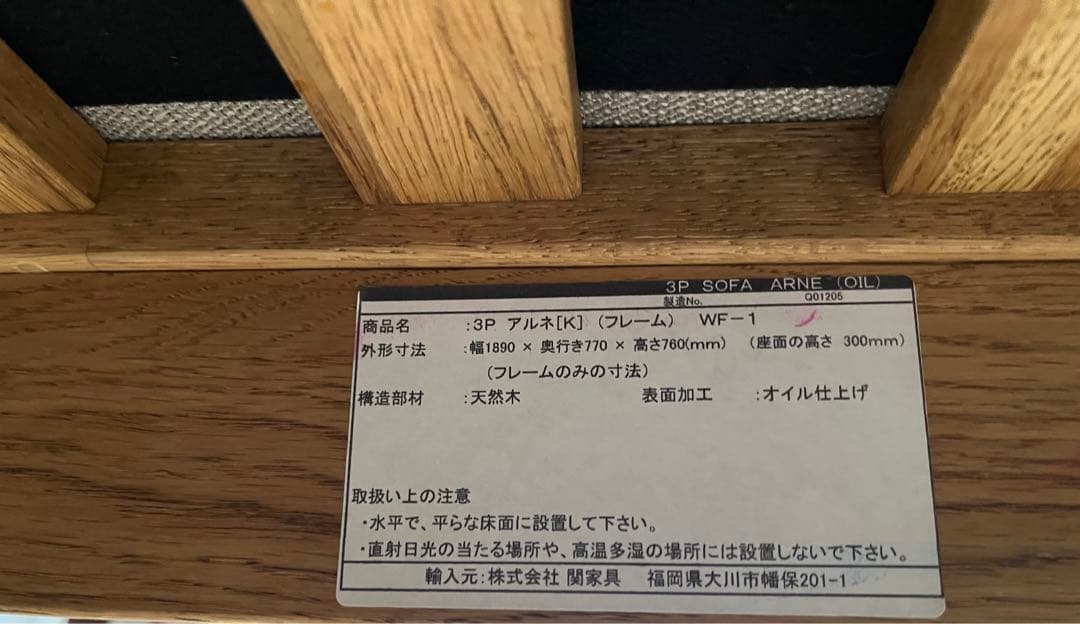 3P SOFA ARNE (OIL)
製造No. Q01205
商品名 :3P アルネ[K] (フレーム) WF-1
外形寸法 :幅1890 × 奥行き770 × 高さ760(mm) (座面の高さ 300mm)
(フレームのみの寸法)
構造部材 :天然木 表面加工 :オイル仕上げ
取扱い上の注意
・水平で、平らな床面に設置して下さい。
・直射日光の当たる場所や、高温多湿の場所には設置しないで下さい。
輸入元:株式会社 関家具 福岡県大川市幡保201-1